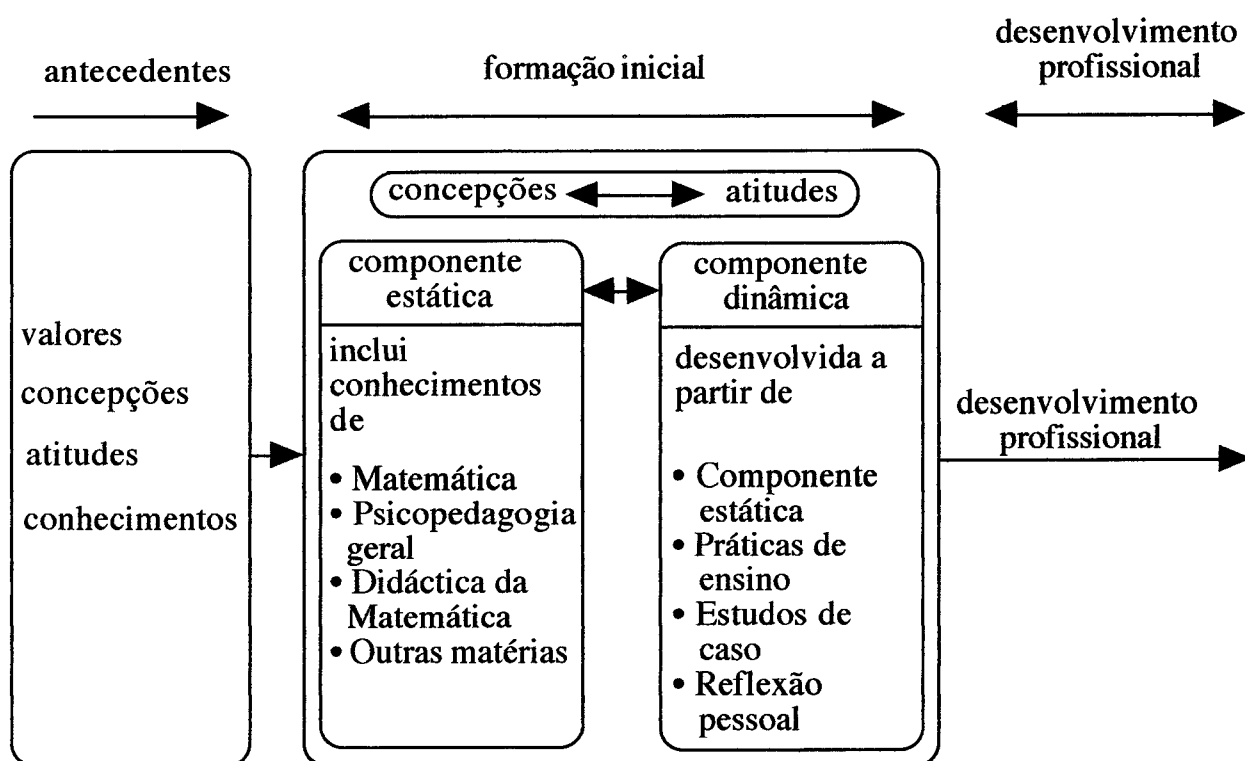 antecedentes
formação inicial
desenvolvimento
profissional
valores
concepções
atitudes
conhecimentos
concepções
atitudes
componente
estática
inclui
conhecimentos
de
• Matemática
• Psicopedagogia
geral
• Didáctica da
Matemática
• Outras matérias
componente
dinâmica
desenvolvida a
partir de
• Componente
estática
• Práticas de
ensino
• Estudos de
caso
• Reflexão
pessoal
desenvolvimento
profissional